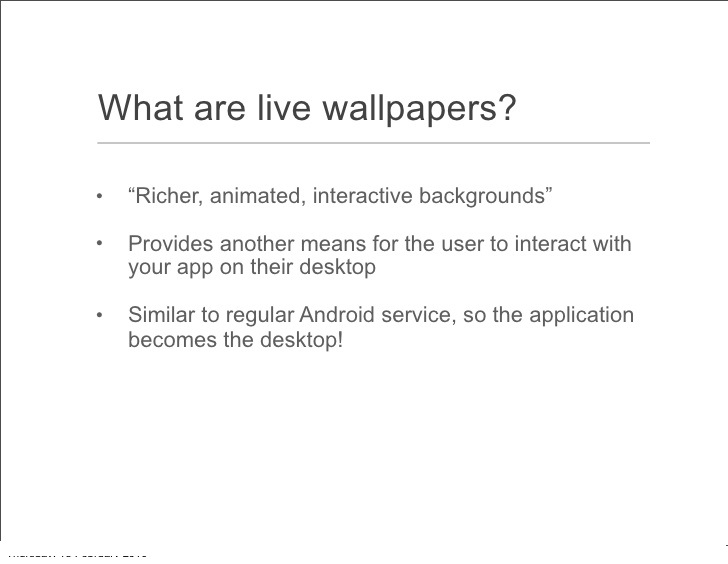 What are live wallpapers?
• “Richer, animated, interactive backgrounds”
• Provides another means for the user to interact with
your app on their desktop
• Similar to regular Android service, so the application
becomes the desktop!